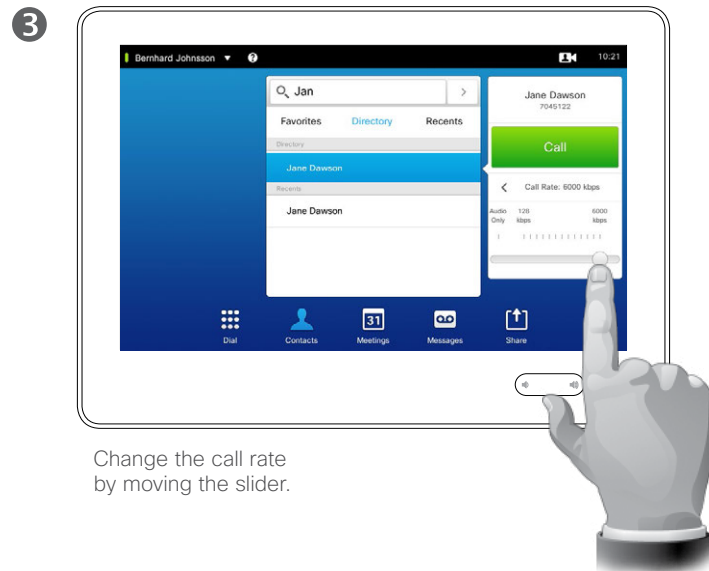 3
Bernhard Johnsson
?
10:21
Jan
Favorites Directory Recents
Directory
Jane Dawson
Recents
Jane Dawson
Jane Dawson
7045122
Call
Call Rate: 6000 kbps
Audio Only
128 kbps
6000 kbps
Dial
Contacts
31
Meetings
Messages
Share
Change the call rate
by moving the slider.